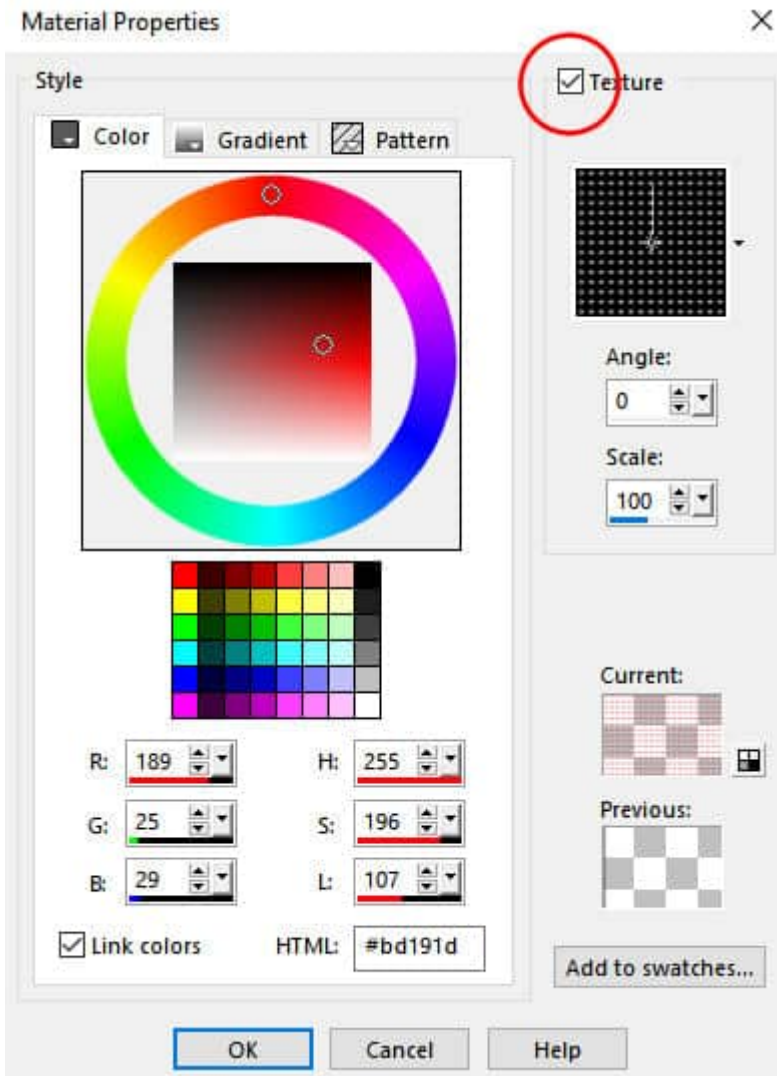 Material Properties
Style
Texture
Color Gradient Pattern
Angle:
0
Scale:
100
Current:
R: 189 H: 255
Previous:
G: 25 S: 196
B: 29 L: 107
Link colors HTML: #bd191d
Add to swatches...
OK Cancel Help